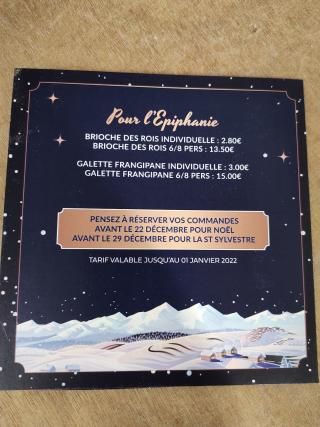 Pour l'Epiphanie
BRIOCHE DES ROIS INDIVIDUELLE : 2.80€
BRIOCHE DES ROIS 6/8 PERS : 13.50€
GALETTE FRANGIPANE INDIVIDUELLE : 3.00€
GALETTE FRANGIPANE 6/8 PERS : 15.00€
PENSEZ À RÉSERVER VOS COMMANDES
AVANT LE 22 DÉCEMBRE POUR NOËL
AVANT LE 29 DÉCEMBRE POUR LA ST SYLVESTRE
TARIF VALABLE JUSQU'AU 01 JANVIER 2022